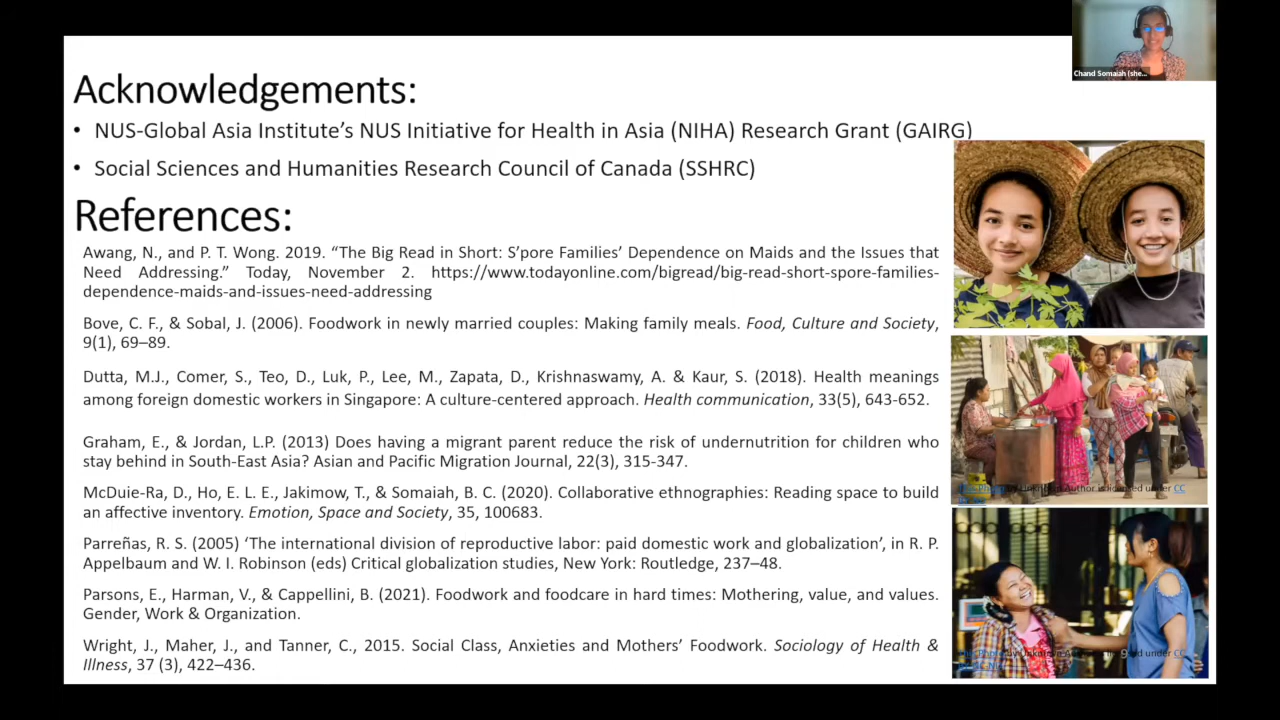 Chand Somaiah (she...
Acknowledgements:
• NUS-Global Asia Institute’s NUS Initiative for Health in Asia (NIHA) Research Grant (GAIRG)
• Social Sciences and Humanities Research Council of Canada (SSHRC)
References:
Awang, N., and P. T. Wong. 2019. “The Big Read in Short: S’pore Families’ Dependence on Maids and the Issues that
Need Addressing.” Today, November 2. https://www.todayonline.com/bigread/big-read-short-spore-families-
dependence-maids-and-issues-need-addressing
Bove, C. F., & Sobal, J. (2006). Foodwork in newly married couples: Making family meals. Food, Culture and Society,
9(1), 69–89.
Dutta, M.J., Comer, S., Teo, D., Luk, P., Lee, M., Zapata, D., Krishnaswamy, A. & Kaur, S. (2018). Health meanings
among foreign domestic workers in Singapore: A culture-centered approach. Health communication, 33(5), 643-652.
Graham, E., & Jordan, L.P. (2013) Does having a migrant parent reduce the risk of undernutrition for children who
stay behind in South-East Asia? Asian and Pacific Migration Journal, 22(3), 315-347.
McDuie-Ra, D., Ho, E. L. E., Jakimow, T., & Somaiah, B. C. (2020). Collaborative ethnographies: Reading space to build
an affective inventory. Emotion, Space and Society, 35, 100683.
Parreñas, R. S. (2005) ‘The international division of reproductive labor: paid domestic work and globalization’, in R. P.
Appelbaum and W. I. Robinson (eds) Critical globalization studies, New York: Routledge, 237–48.
Parsons, E., Harman, V., & Cappellini, B. (2021). Foodwork and foodcare in hard times: Mothering, value, and values.
Gender, Work & Organization.
Wright, J., Maher, J., and Tanner, C., 2015. Social Class, Anxieties and Mothers’ Foodwork. Sociology of Health &
Illness, 37 (3), 422–436.
This Photo by Unknown Author is licensed under CC
under CC